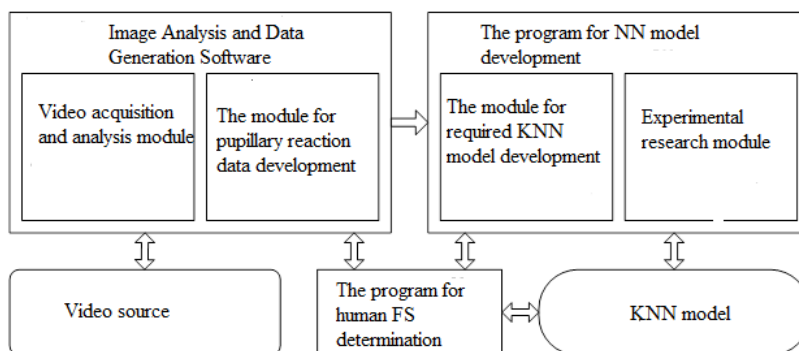 Image Analysis and Data
Generation Software
Video acquisition
and analysis module
The module for
pupillary reaction
data development
The program for NN model
development
The module for
required KNN
model development
Experimental
research module
Video source
The program for
human FS
determination
KNN model